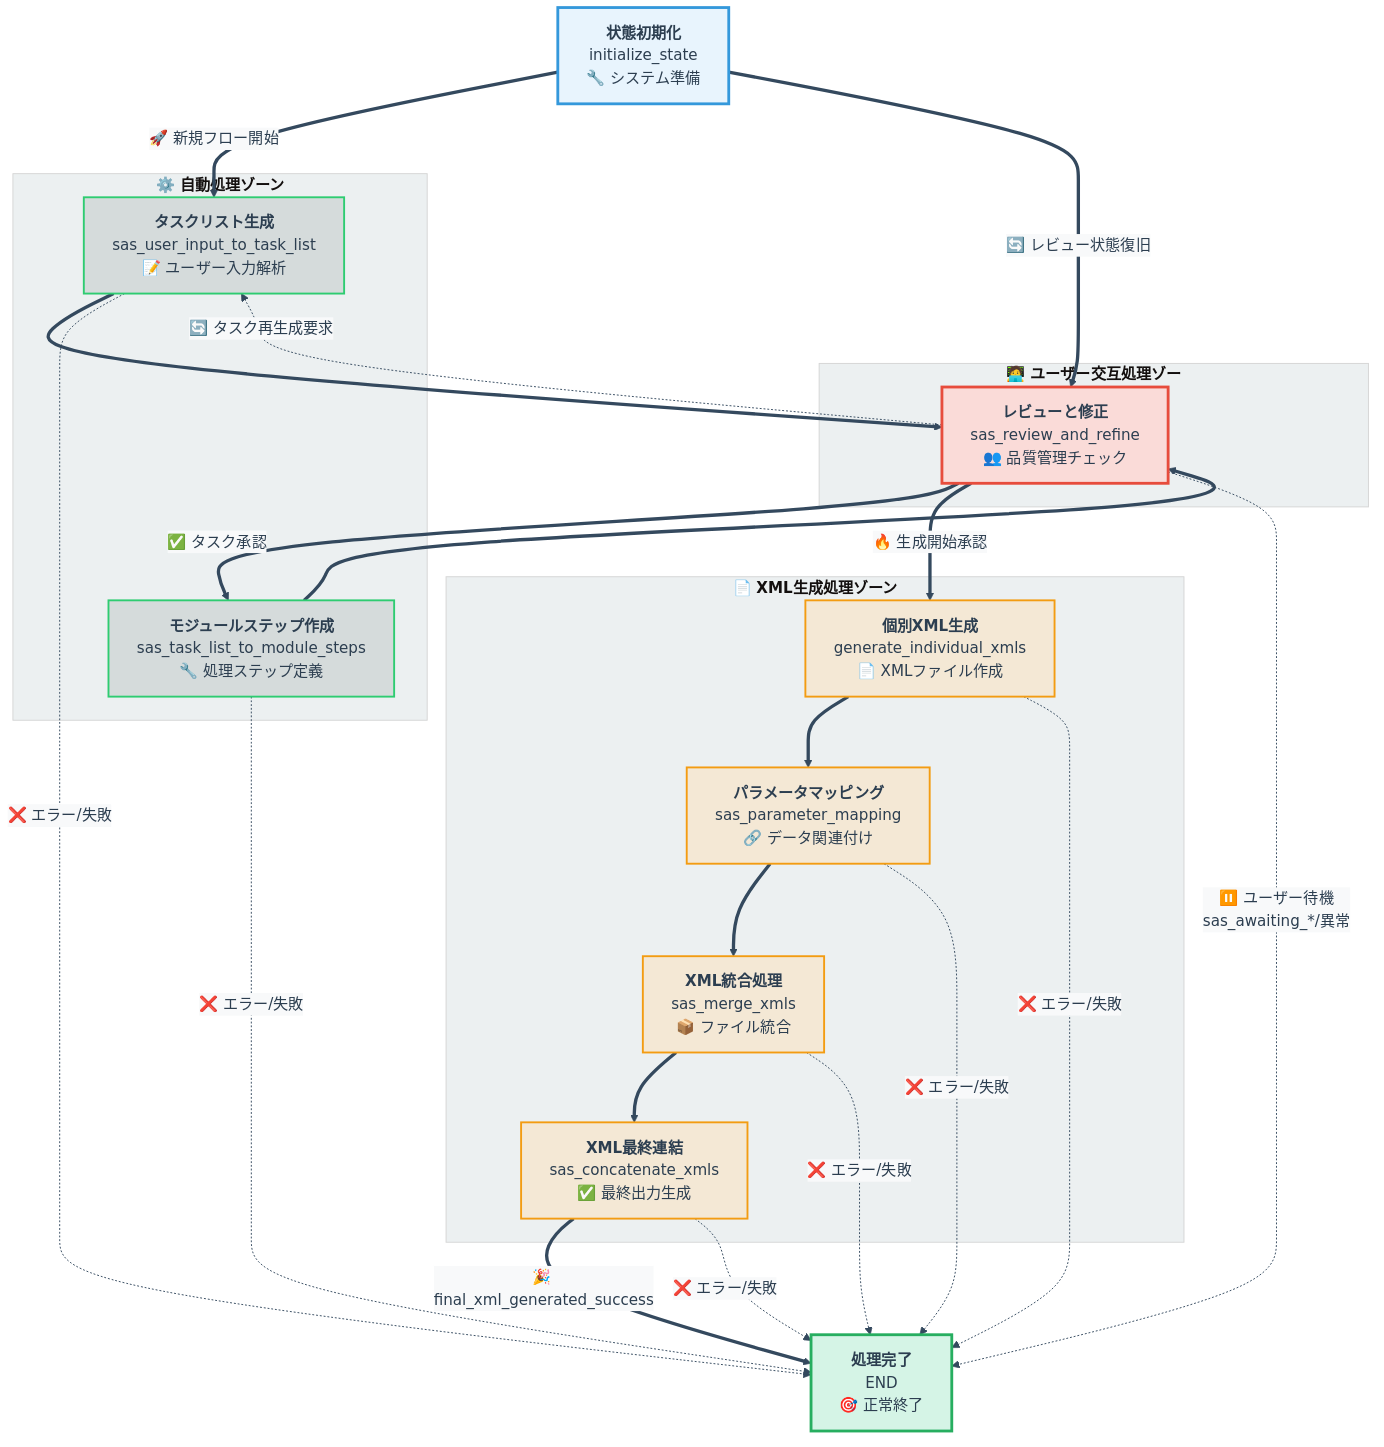 状態初期化
initialize_state
🔧 システム準備
🚀 新規フロー開始
⚙️ 自動処理ゾーン
タスクリスト生成
sas_user_input_to_task_list
📝 ユーザー入力解析
🔄 レビュー状態復旧
🔄 タスク再生成要求
🧑‍💻 ユーザー交互処理ゾー
レビューと修正
sas_review_and_refine
👥 品質管理チェック
✅ タスク承認
🔥 生成開始承認
📄 XML生成処理ゾーン
モジュールステップ作成
sas_task_list_to_module_steps
🔧 処理ステップ定義
個別XML生成
generate_individual_xmls
📄 XMLファイル作成
パラメータマッピング
sas_parameter_mapping
🔗 データ関連付け
❌ エラー/失敗
⏸️ ユーザー待機
sas_awaiting_*/異常
XML統合処理
sas_merge_xmls
📦 ファイル統合
❌ エラー/失敗
❌ エラー/失敗
❌ エラー/失敗
XML最終連結
sas_concatenate_xmls
✅ 最終出力生成
❌ エラー/失敗
🎉
final_xml_generated_success
❌ エラー/失敗
処理完了
END
🎯 正常終了